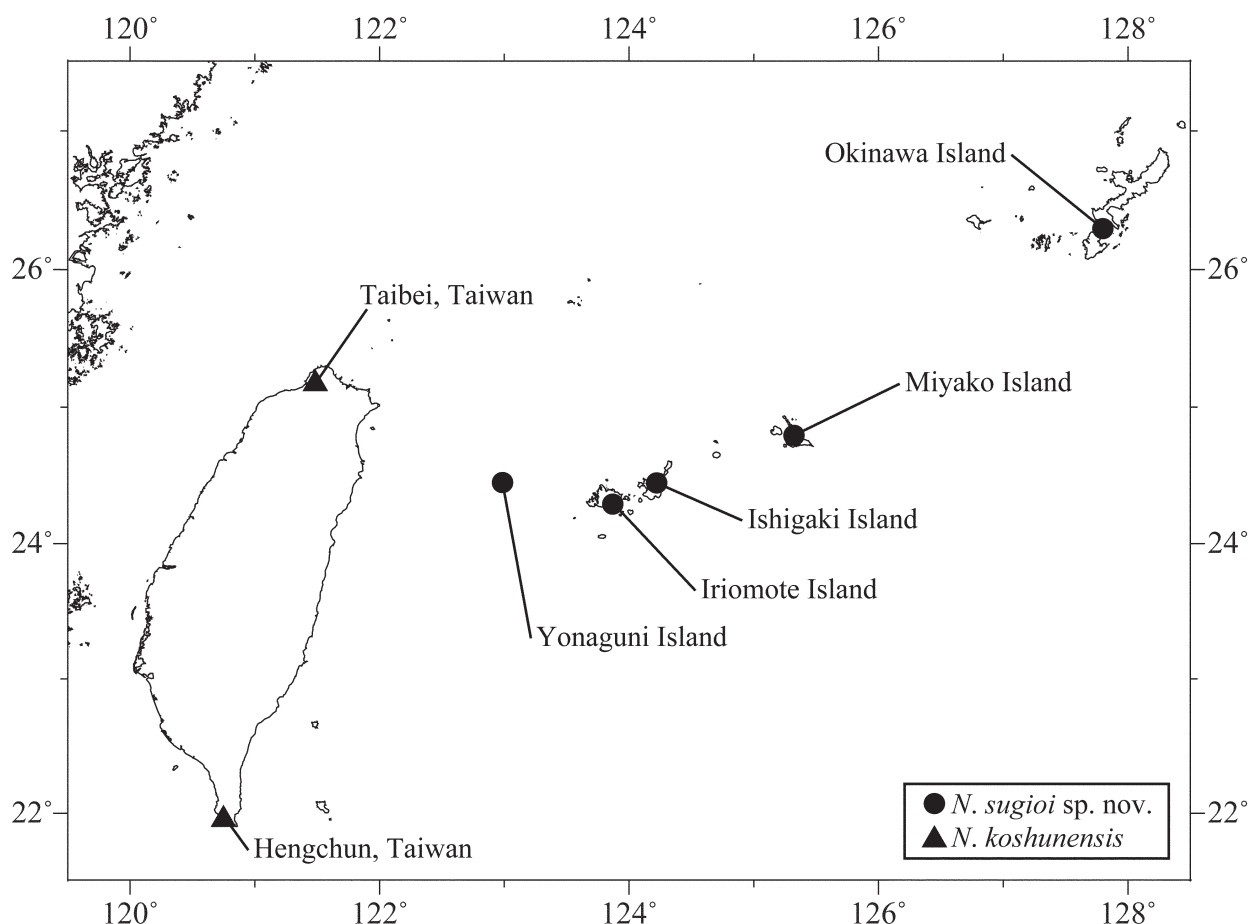 120° 122° 124° 126° 128°
Okinawa Island
26° 26°
Taibei, Taiwan
Miyako Island
Ishigaki Island
24° 24°
Iriomote Island
Yonaguni Island
N. sugioi sp. nov.
22° 22°
N. koshunensis
Hengchun, Taiwan
120° 122° 124° 126° 128°